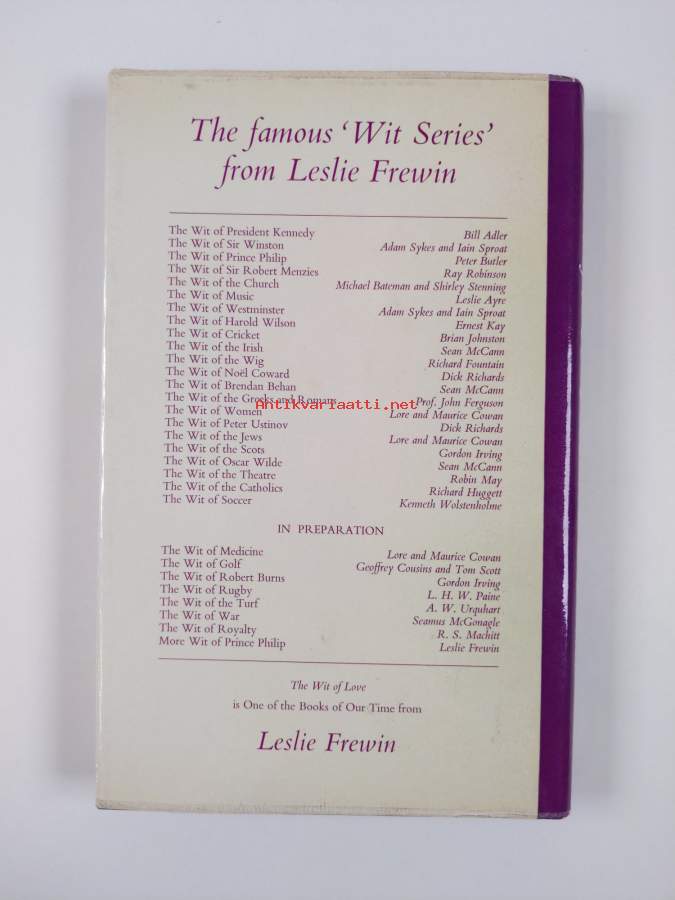 The famous 'Wit Series'
from Leslie Frewin
The Wit of President Kennedy Bill Adler
The Wit of Sir Winston Adam Sykes and Iain Sproat
The Wit of Prince Philip Peter Butler
The Wit of Sir Robert Menzies Ray Robinson
The Wit of the Church Michael Bateman and Shirley Stenning
The Wit of Music Leslie Ayre
The Wit of Westminster Adam Sykes and Iain Sproat
The Wit of Harold Wilson Ernest Kay
The Wit of Cricket Brian Johnston
The Wit of the Irish Sean McCann
The Wit of the Wig Richard Fountain
The Wit of Noël Coward Dick Richards
The Wit of Brendan Behan Sean McCann
The Wit of the Greeks and Romans Prof. John Ferguson
Antikvariaatti.net
The Wit of Women Lore and Maurice Cowan
The Wit of Peter Ustinov Dick Richards
The Wit of the Jews Lore and Maurice Cowan
The Wit of the Scots Gordon Irving
The Wit of Oscar Wilde Sean McCann
The Wit of the Theatre Robin May
The Wit of the Catholics Richard Huggett
The Wit of Soccer Kenneth Wolstenholme
IN PREPARATION
The Wit of Medicine Lore and Maurice Cowan
The Wit of Golf Geoffrey Cousins and Tom Scott
The Wit of Robert Burns Gordon Irving
The Wit of Rugby L. H. W. Paine
The Wit of the Turf A. W. Urquhart
The Wit of War Seamus McGonagle
The Wit of Royalty R. S. Machitt
More Wit of Prince Philip Leslie Frewin
The Wit of Love
is One of the Books of Our Time from
Leslie Frewin